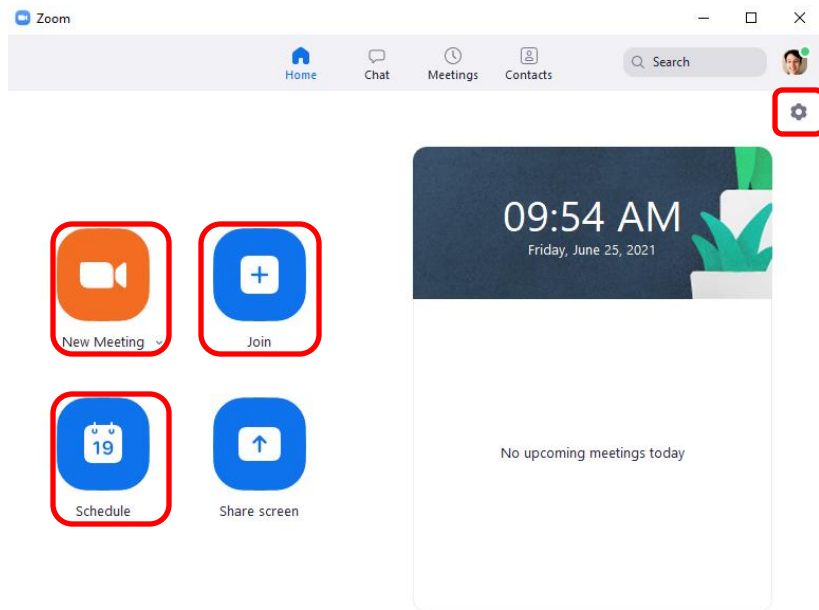 Zoom
Home
Chat
Meetings
Contacts
Search
09:54 AM
Friday, June 25, 2021
New Meeting
Join
19
Schedule
Share screen
No upcoming meetings today